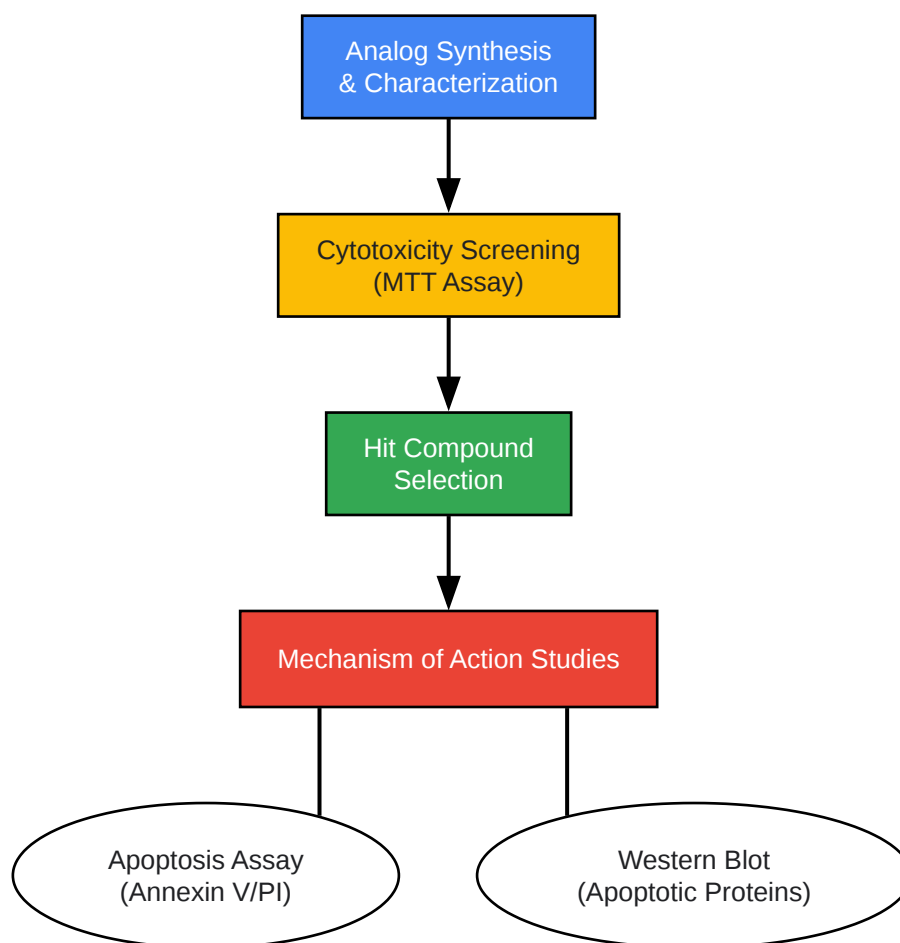 Analog Synthesis
& Characterization
Cytotoxicity Screening
(MTT Assay)
Hit Compound
Selection
Mechanism of Action Studies
Apoptosis Assay
(Annexin V/PI)
Western Blot
(Apoptotic Proteins)